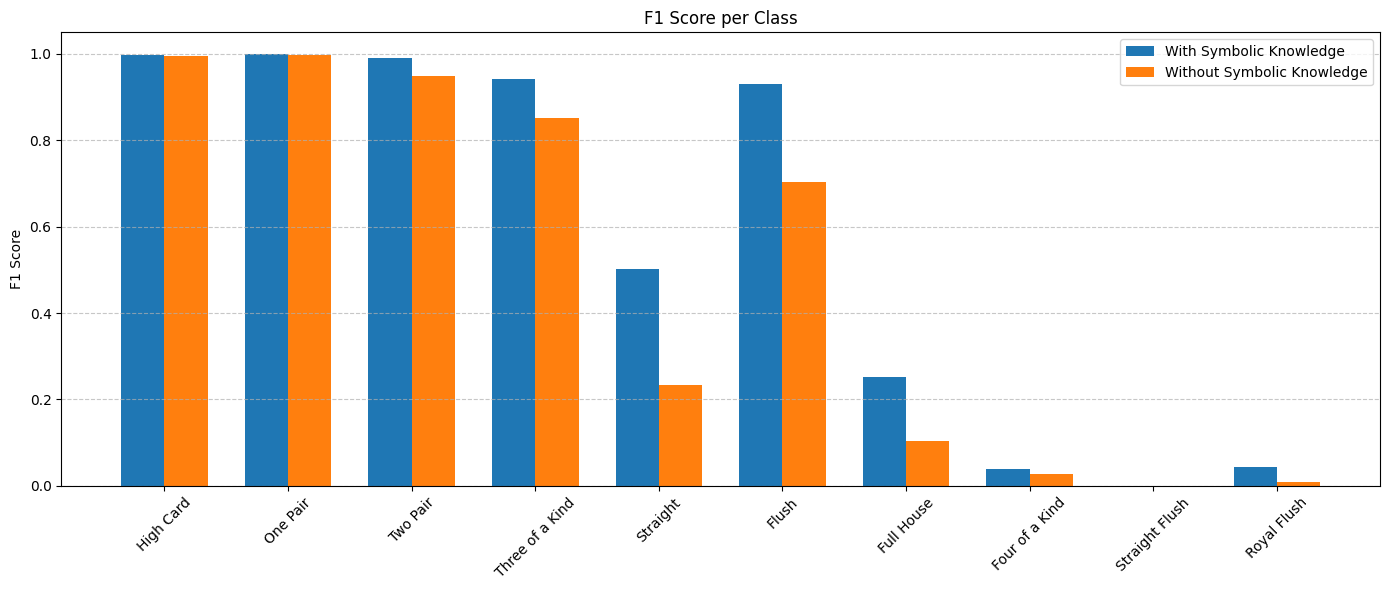 F1 Score per Class
With Symbolic Knowledge
Without Symbolic Knowledge
F1 Score
1.0
0.8
0.6
0.4
0.2
0.0
High Card
One Pair
Two Pair
Three of a Kind
Straight
Flush
Full House
Four of a Kind
Straight Flush
Royal Flush